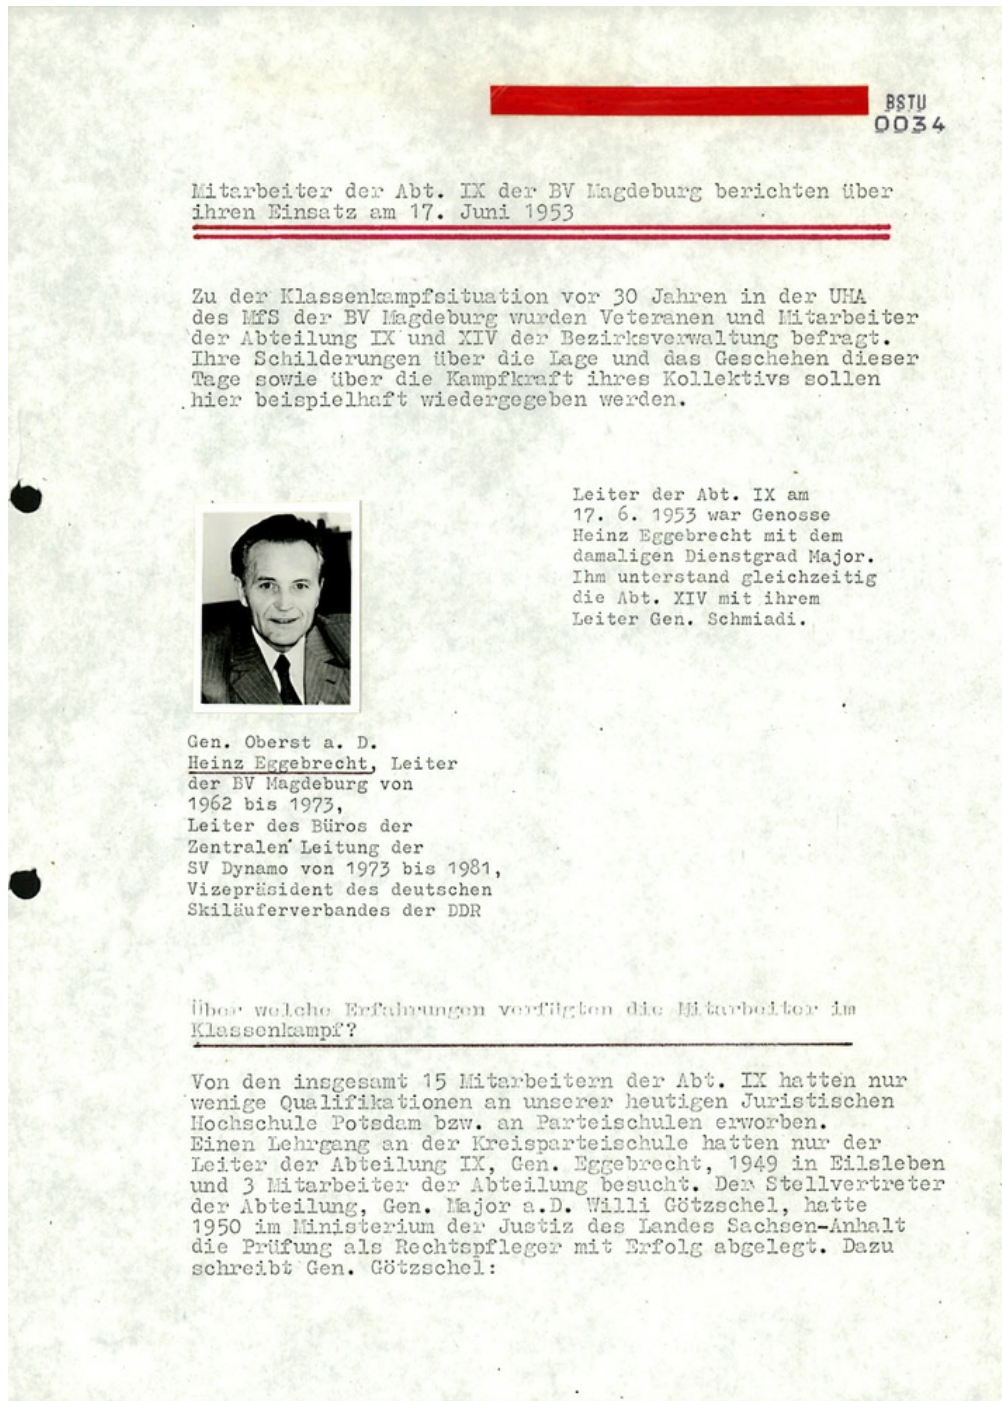 BSTU
0034
Mitarbeiter der Abt. IX der BV Magdeburg berichten über
ihren Einsatz am 17. Juni 1953
Zu der Klassenkampfsituation vor 30 Jahren in der UHA
des MfS der BV Magdeburg wurden Veteranen und Mitarbeiter
der Abteilung IX und XIV der Bezirksverwaltung befragt.
Ihre Schilderungen über die Lage und das Geschehen dieser
Tage sowie über die Kampfkraft ihres Kollektivs sollen
hier beispielhaft wiedergegeben werden.
Leiter der Abt. IX am
17. 6. 1953 war Genosse
Heinz Eggebrecht mit dem
damaligen Dienstgrad Major.
Ihm unterstand gleichzeitig
die Abt. XIV mit ihrem
Leiter Gen. Schmiadi.
Gen. Oberst a. D.
Heinz Eggebrecht, Leiter
der BV Magdeburg von
1962 bis 1973,
Leiter des Büros der
Zentralen Leitung der
SV Dynamo von 1973 bis 1981,
Vizepräsident des deutschen
Skiläuferverbandes der DDR
Über welche Erfahrungen verfügten die Mitarbeiter im
Klassenkampf?
Von den insgesamt 15 Mitarbeitern der Abt. IX hatten nur
wenige Qualifikationen an unserer heutigen Juristischen
Hochschule Potsdam bzw. an Parteischulen erworben.
Einen Lehrgang an der Kreisparteischule hatten nur der
Leiter der Abteilung IX, Gen. Eggebrecht, 1949 in Eilsleben
und 3 Mitarbeiter der Abteilung besucht. Der Stellvertreter
der Abteilung, Gen. Major a.D. Willi Götzschel, hatte
1950 im Ministerium der Justiz des Landes Sachsen-Anhalt
die Prüfung als Rechtspfleger mit Erfolg abgelegt. Dazu
schreibt Gen. Götzschel: